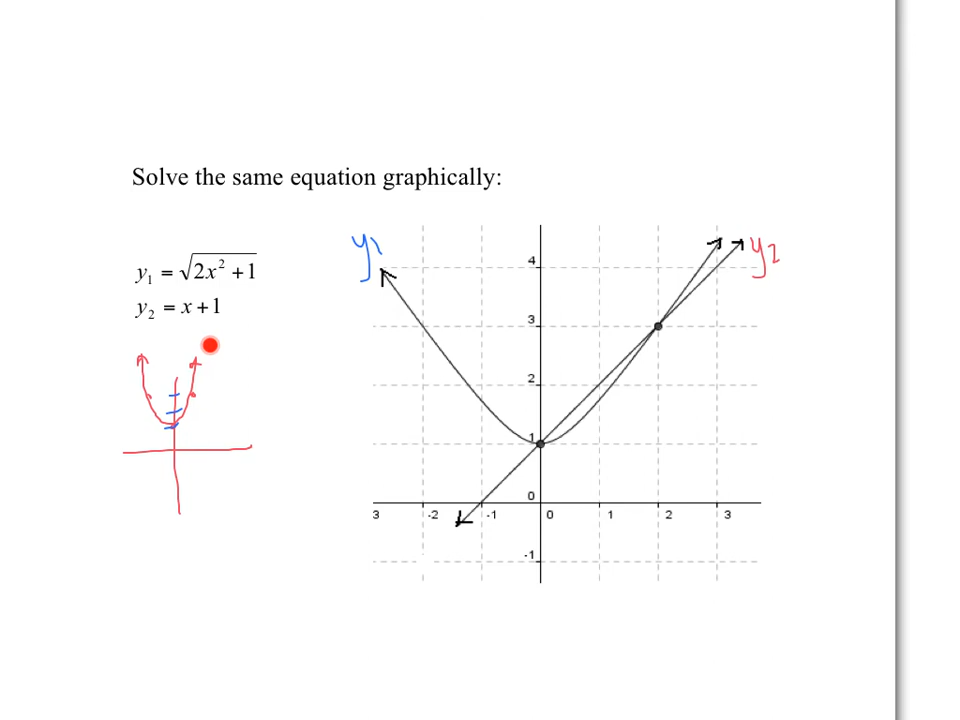 Solve the same equation graphically:
y₁ = √(2x² + 1)
y₂ = x + 1
y1
y2
4
3
2
1
0
3 -2 -1 0 1 2 3
-1